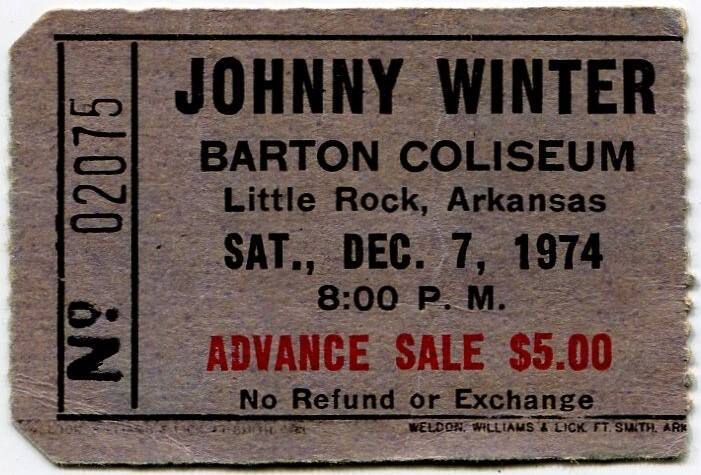 Nº 02075
JOHNNY WINTER
BARTON COLISEUM
Little Rock, Arkansas
SAT., DEC. 7, 1974
8:00 P. M.
ADVANCE SALE $5.00
No Refund or Exchange
WELDON, WILLIAMS & LICK, FT. SMITH, ARK